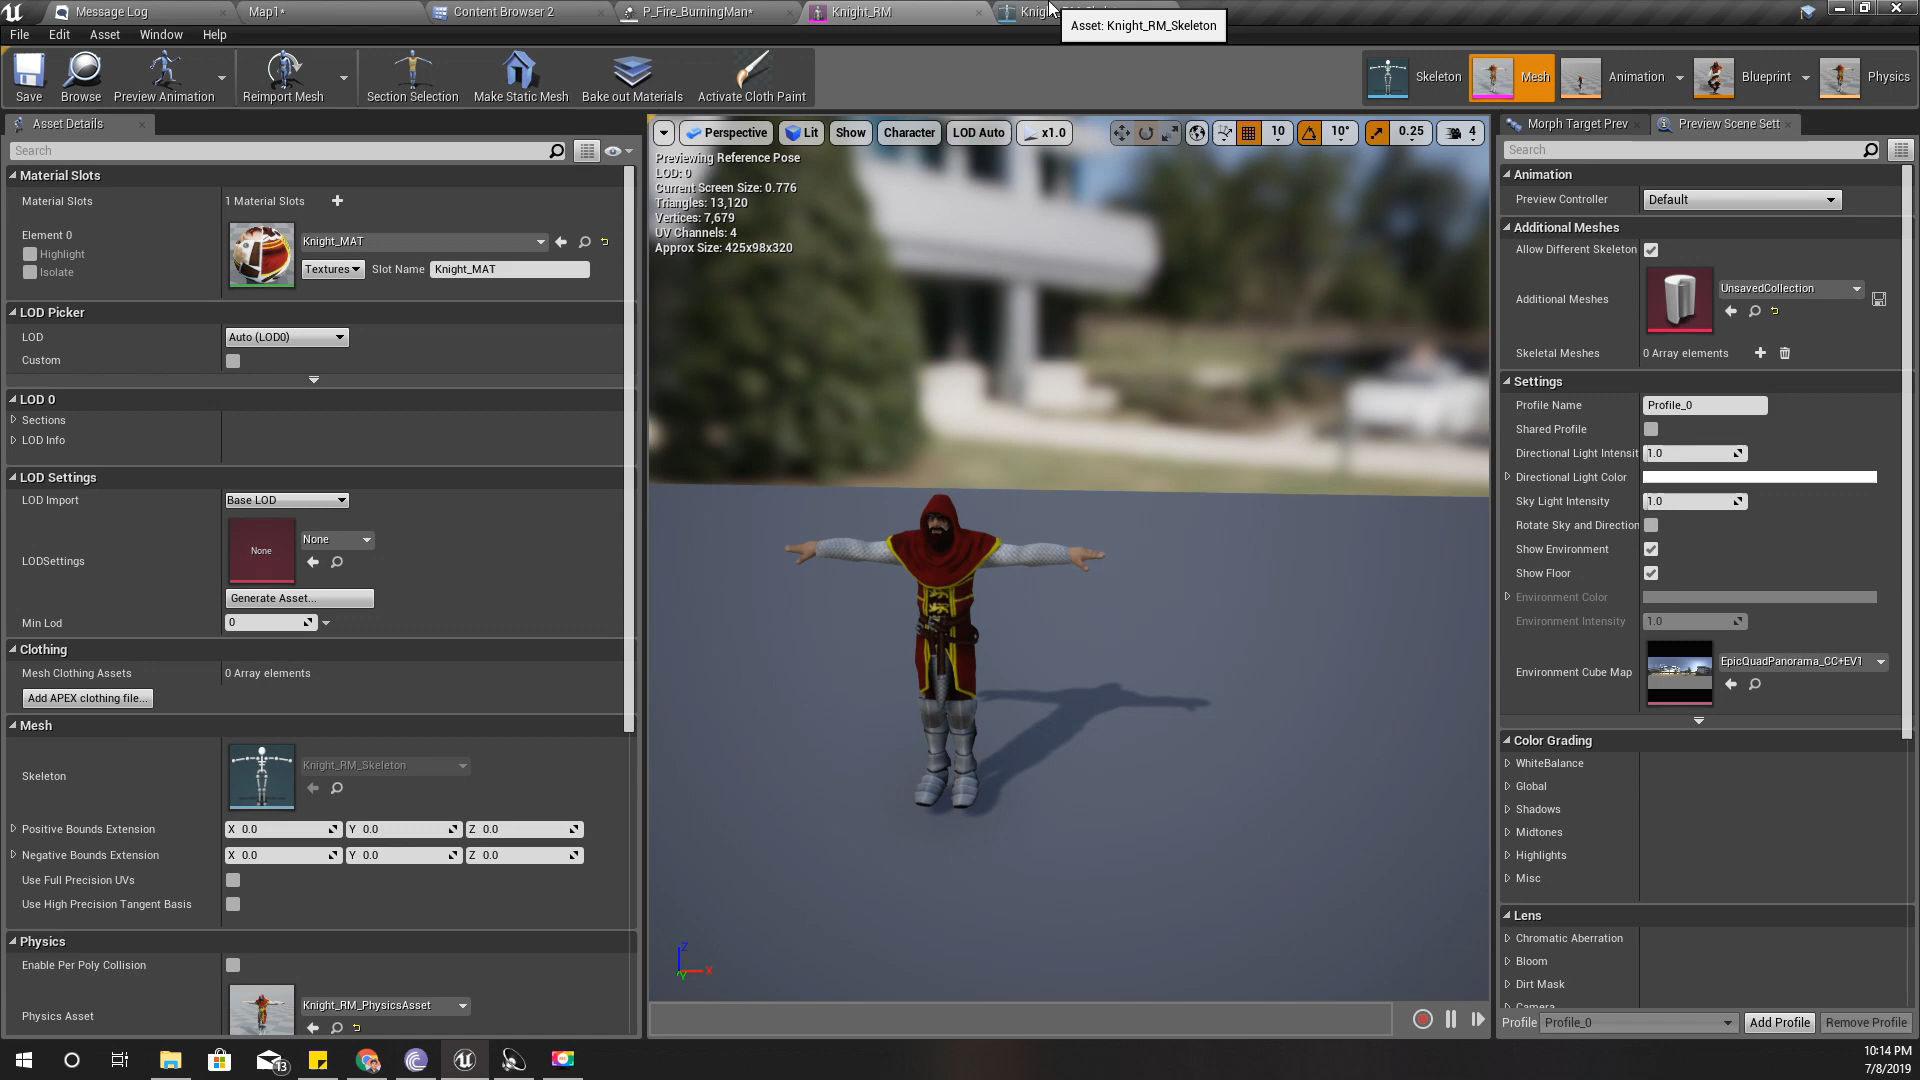 Message Log
Map1*
Content Browser 2
P_Fire_BurningMan*
Knight_RM
Asset: Knight_RM_Skeleton
File
Edit
Asset
Window
Help
Save
Browse
Preview Animation
Reimport Mesh
Section Selection
Make Static Mesh
Bake out Materials
Activate Cloth Paint
Skeleton
Mesh
Animation
Blueprint
Physics
Asset Details
Search
Material Slots
Material Slots
1 Material Slots
Element 0
Highlight
Isolate
Knight_MAT
Textures
Slot Name
Knight_MAT
LOD Picker
LOD
Auto (LOD0)
Custom
LOD 0
Sections
LOD Info
LOD Settings
LOD Import
Base LOD
LODSettings
None
None
Generate Asset...
Min Lod
0
Clothing
Mesh Clothing Assets
0 Array elements
Add APEX clothing file...
Mesh
Skeleton
Knight_RM_Skeleton
Positive Bounds Extension
X 0.0
Y 0.0
Z 0.0
Negative Bounds Extension
X 0.0
Y 0.0
Z 0.0
Use Full Precision UVs
Use High Precision Tangent Basis
Physics
Enable Per Poly Collision
Physics Asset
Knight_RM_PhysicsAsset
Perspective
Lit
Show
Character
LOD Auto
x1.0
10
10°
0.25
4
Previewing Reference Pose
LOD: 0
Current Screen Size: 0.776
Triangles: 13,120
Vertices: 7,679
UV Channels: 4
Approx Size: 425x98x320
Z
X
Y
Morph Target Prev
Preview Scene Sett
Search
Animation
Preview Controller
Default
Additional Meshes
Allow Different Skeleton
Additional Meshes
UnsavedCollection
Skeletal Meshes
0 Array elements
Settings
Profile Name
Profile_0
Shared Profile
Directional Light Intensit
1.0
Directional Light Color
Sky Light Intensity
1.0
Rotate Sky and Direction
Show Environment
Show Floor
Environment Color
Environment Intensity
1.0
Environment Cube Map
EpicQuadPanorama_CC+EV1
Color Grading
WhiteBalance
Global
Shadows
Midtones
Highlights
Misc
Lens
Chromatic Aberration
Bloom
Dirt Mask
Camera
Profile
Profile_0
Add Profile
Remove Profile
13
10:14 PM
7/8/2019